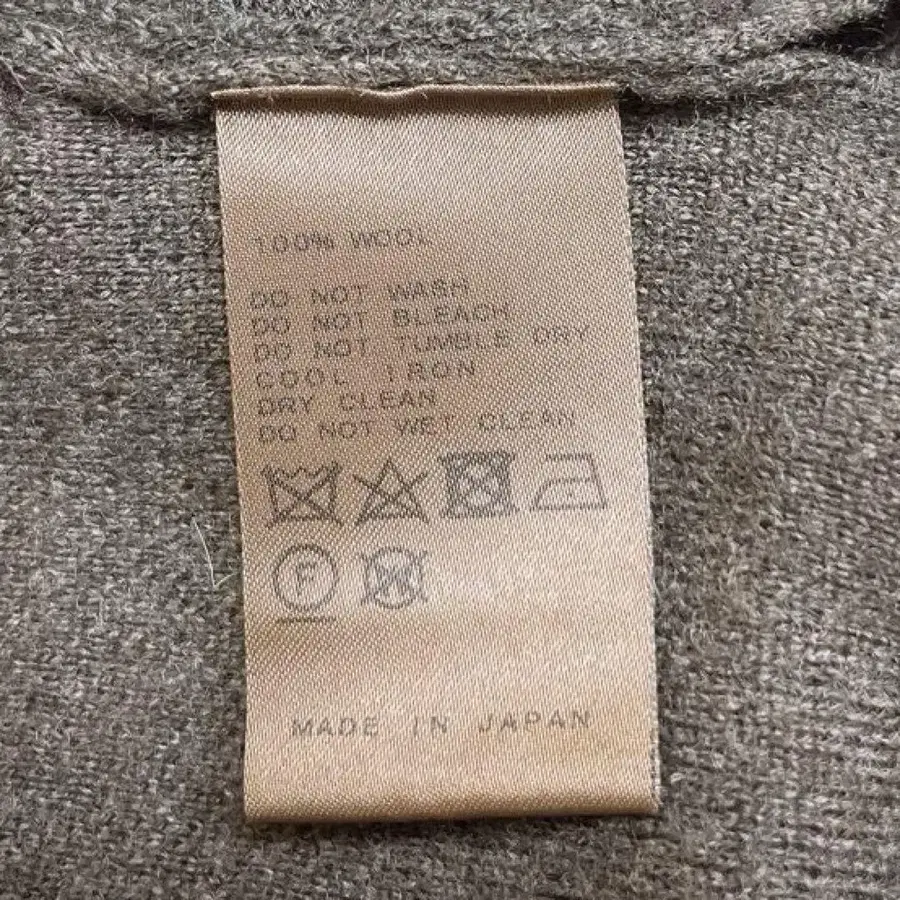 100% WOOL
DO NOT WASH
DO NOT BLEACH
DO NOT TUMBLE DRY
COOL IRON
DRY CLEAN
DO NOT WET CLEAN
F
W
MADE IN JAPAN